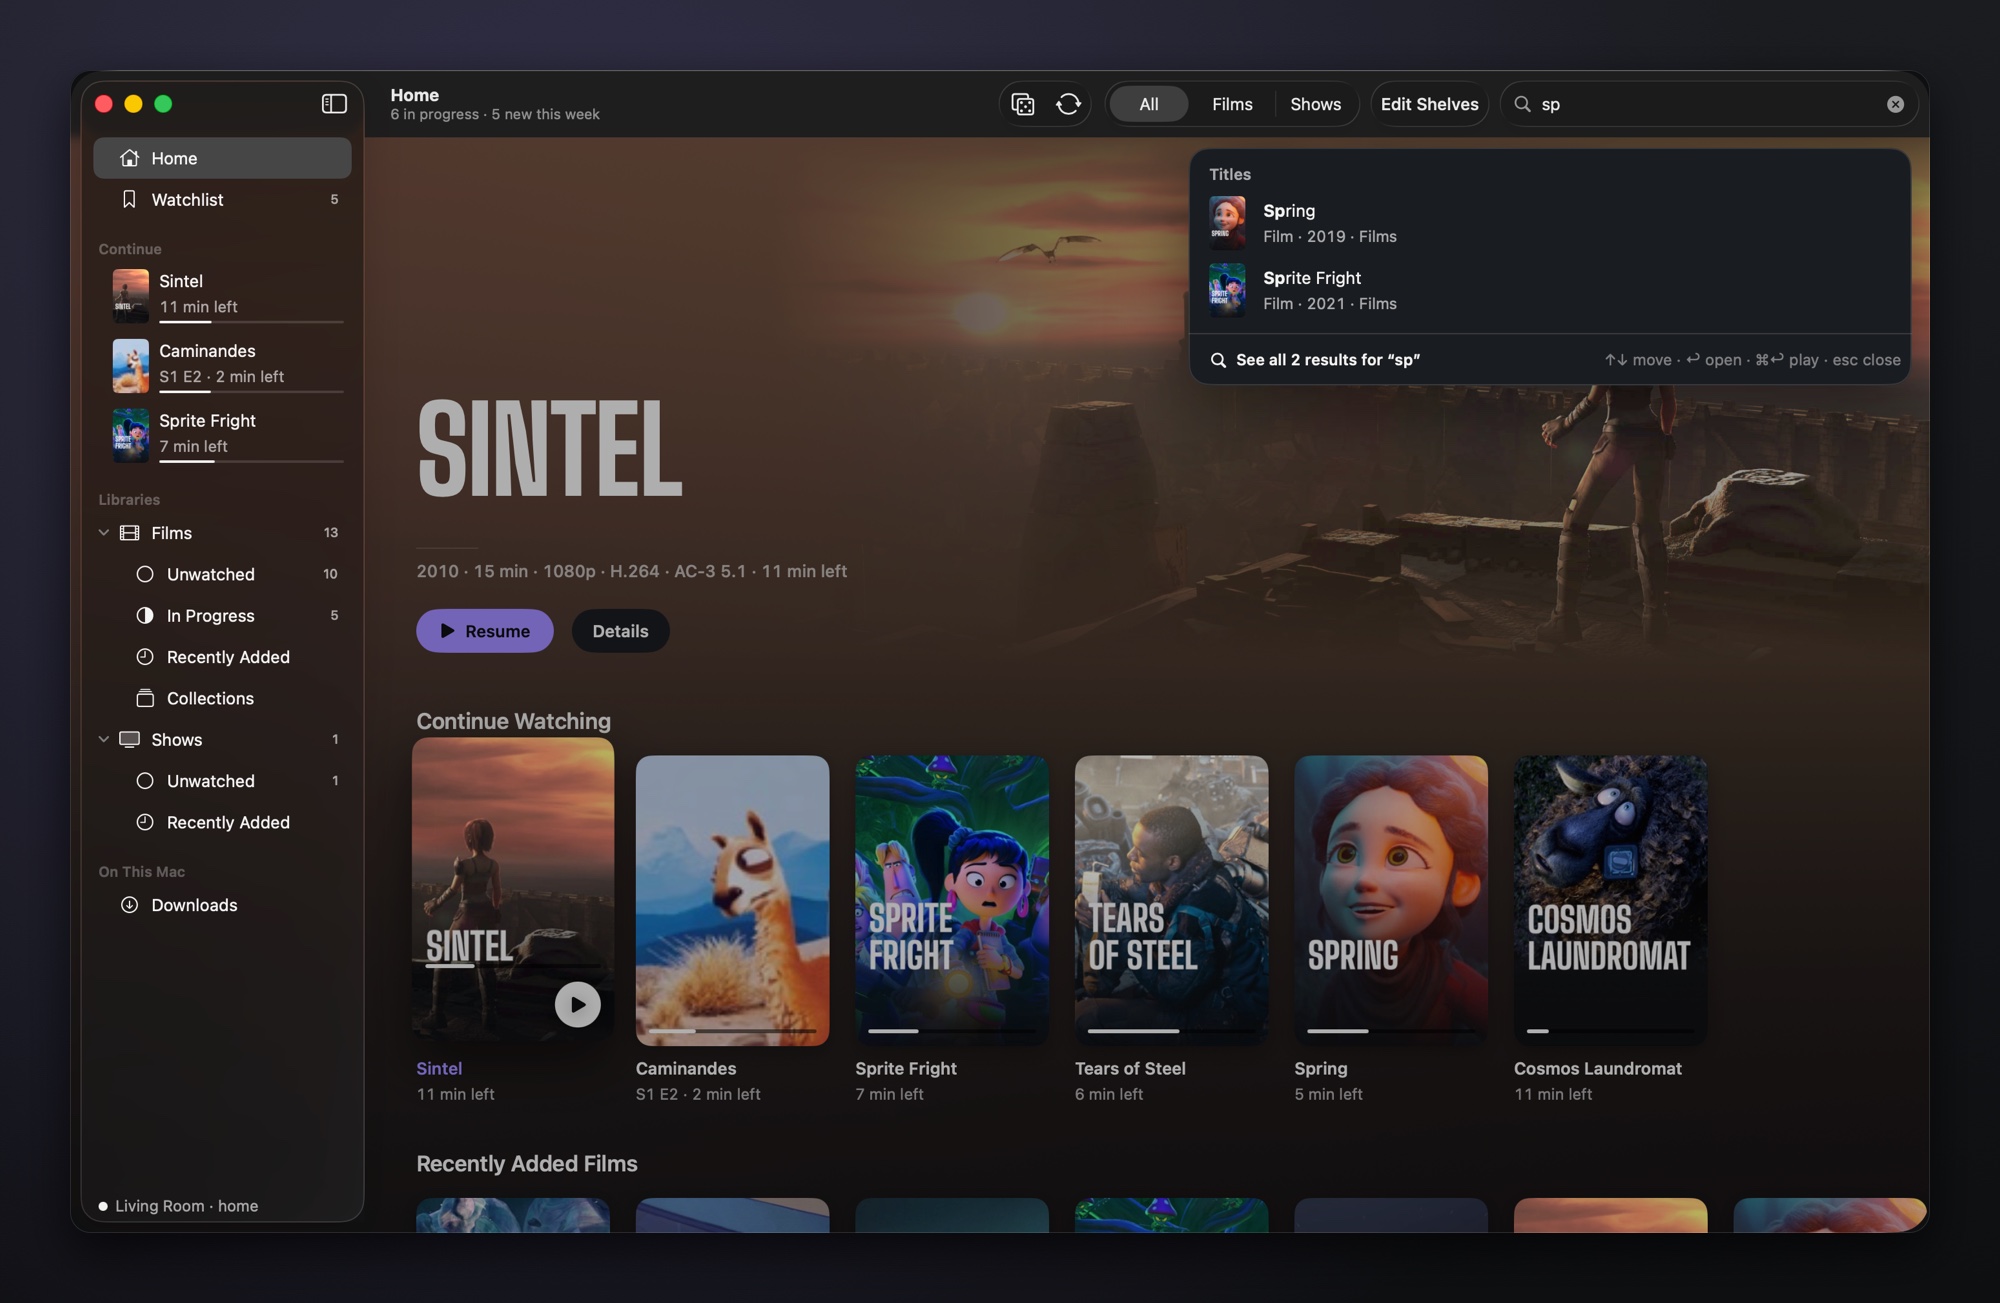 Home
6 in progress · 5 new this week
All
Films
Shows
Edit Shelves
sp
Home
Watchlist
5
Continue
Sintel
11 min left
Caminandes
S1 E2 · 2 min left
Sprite Fright
7 min left
Libraries
Films
13
Unwatched
10
In Progress
5
Recently Added
Collections
Shows
1
Unwatched
1
Recently Added
On This Mac
Downloads
Living Room · home
Titles
Spring
Film · 2019 · Films
SPRING
Sprite Fright
Film · 2021 · Films
SPRITE
FRIGHT
See all 2 results for “sp”
↑↓ move · ↩ open · ⌘↩ play · esc close
SINTEL
2010 · 15 min · 1080p · H.264 · AC-3 5.1 · 11 min left
Resume
Details
Continue Watching
SINTEL
SPRITE
FRIGHT
TEARS
OF STEEL
SPRING
COSMOS
LAUNDROMAT
Sintel
11 min left
Caminandes
S1 E2 · 2 min left
Sprite Fright
7 min left
Tears of Steel
6 min left
Spring
5 min left
Cosmos Laundromat
11 min left
Recently Added Films